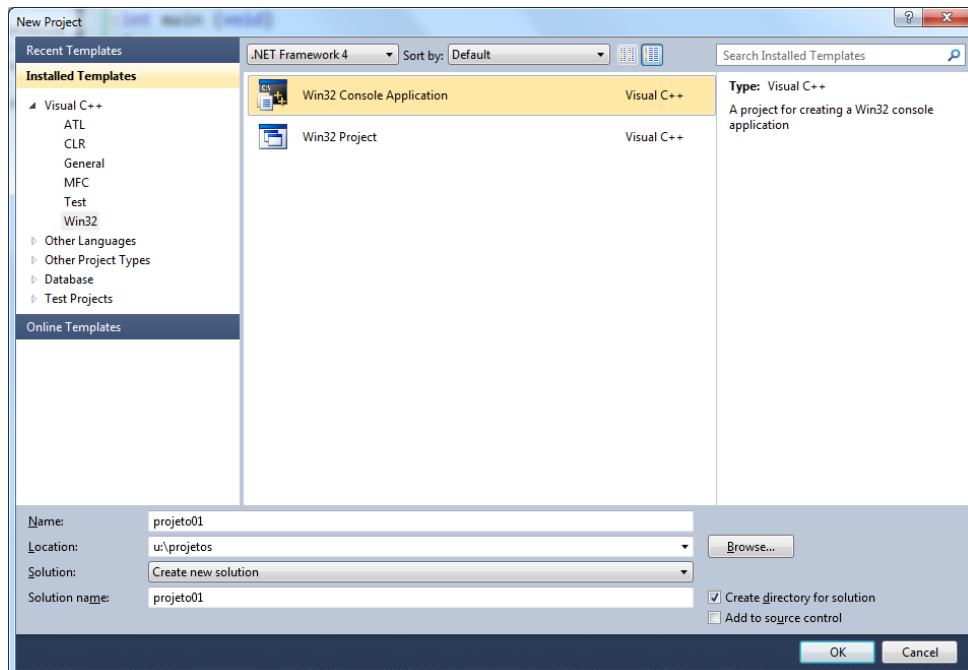 New Project
int main (void)
Recent Templates
Installed Templates
Visual C++
ATL
CLR
General
MFC
Test
Win32
Other Languages
Other Project Types
Database
Test Projects
Online Templates
.NET Framework 4 Sort by: Default
Win32 Console Application Visual C++
Win32 Project Visual C++
Search Installed Templates
Type: Visual C++
A project for creating a Win32 console
application
Name: projeto01
Location: u:\projetos Browse...
Solution: Create new solution
Solution name: projeto01
Create directory for solution
Add to source control
OK Cancel